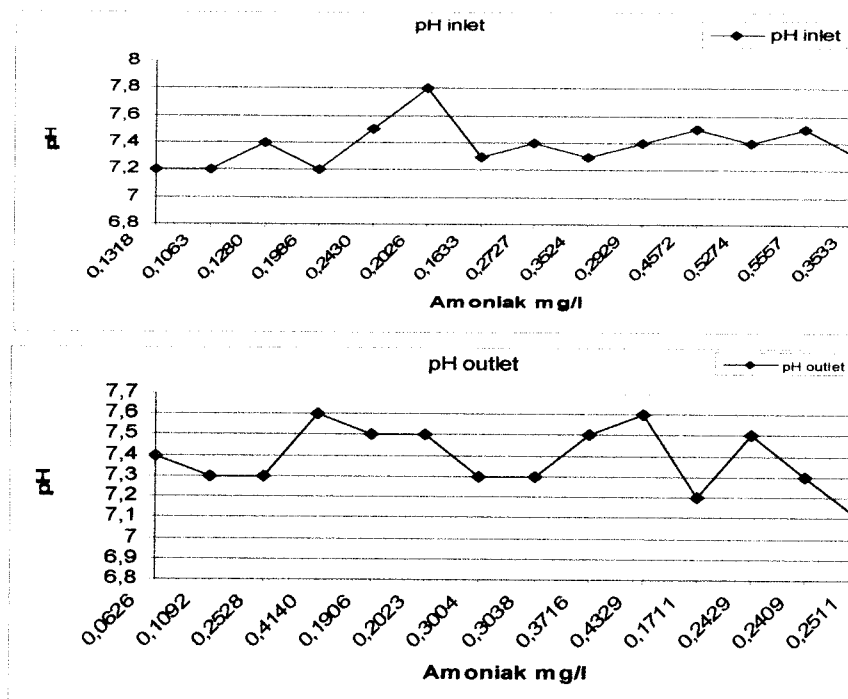 pH inlet
pH inlet
8
7,8
7,6
7,4
7,2
7
6,8
pH
0,1318 0,1063 0,1280 0,1986 0,2430 0,2026 0,1633 0,2727 0,3524 0,2929 0,4572 0,5274 0,5557 0,3533
Amoniak mg/l
pH outlet
pH outlet
7,7
7,6
7,5
7,4
7,3
7,2
7,1
7
6,9
6,8
pH
0,0626 0,1092 0,2528 0,4140 0,1906 0,2023 0,3004 0,3038 0,3716 0,4329 0,1711 0,2429 0,2409 0,2511
Amoniak mg/l